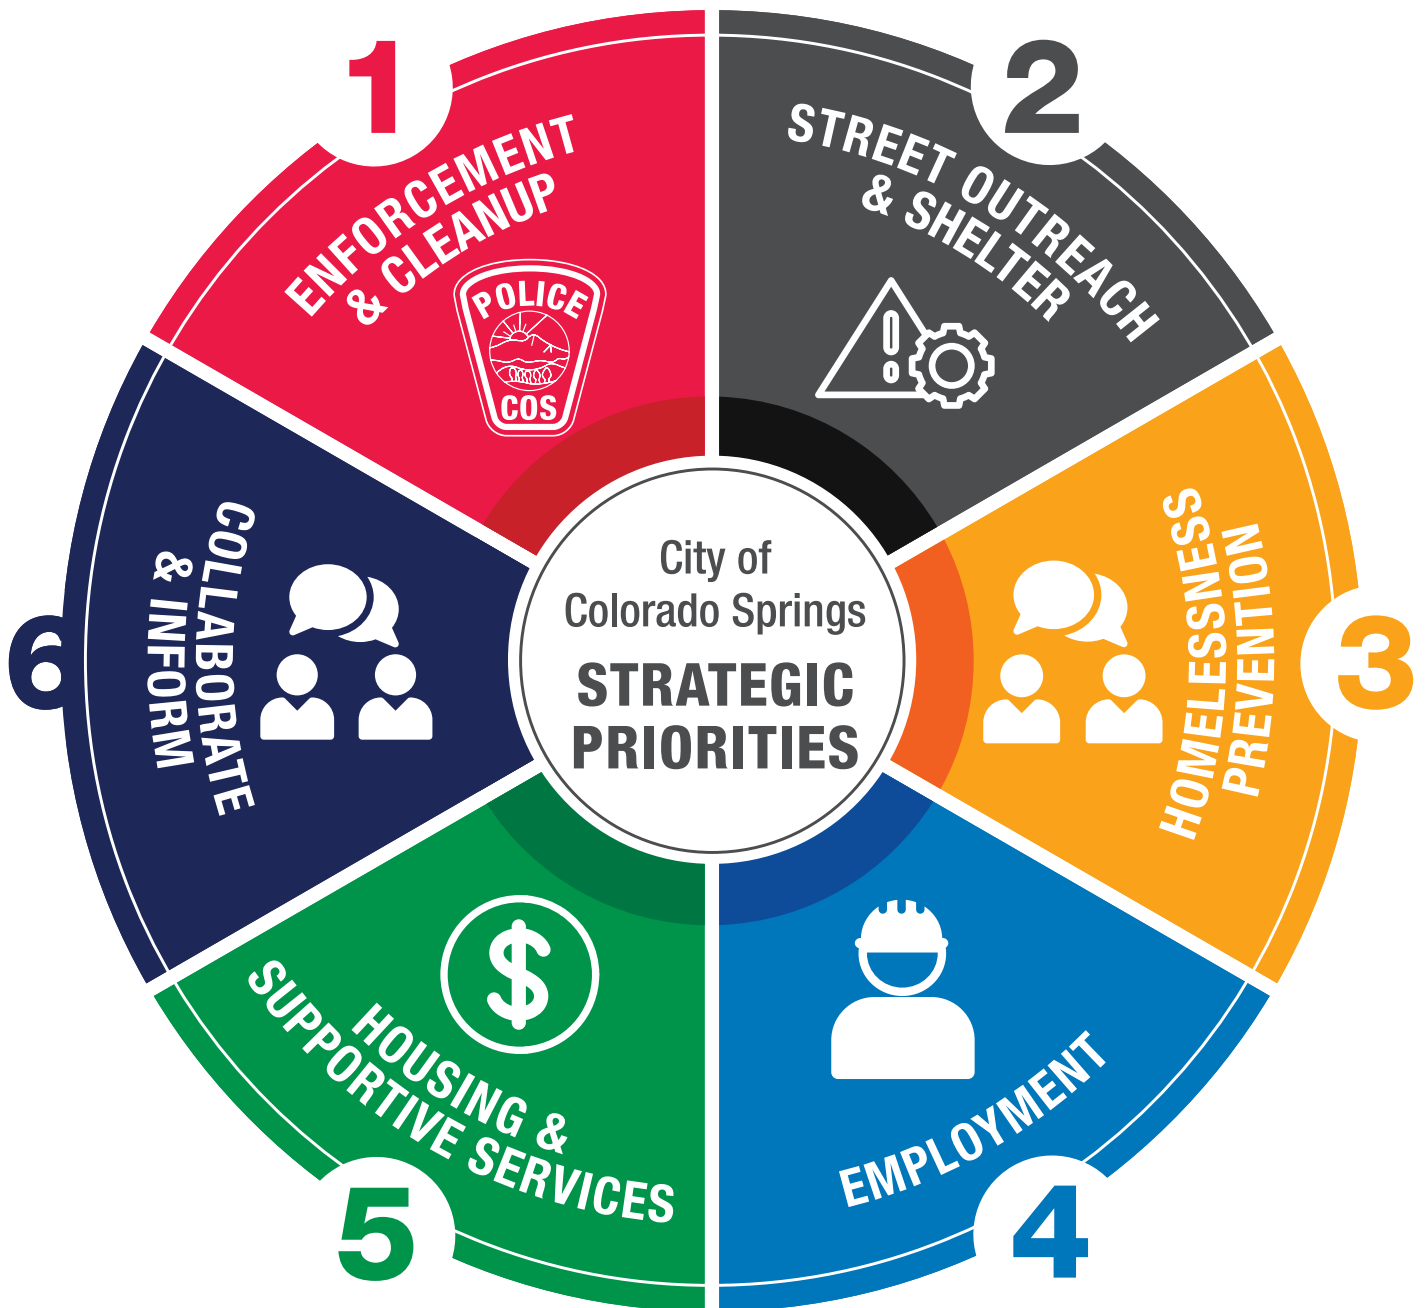 1
ENFORCEMENT
& CLEANUP
POLICE
COS
2
STREET OUTREACH
& SHELTER
3
HOMELESSNESS
PREVENTION
4
EMPLOYMENT
5
HOUSING &
SUPPORTIVE SERVICES
6
COLLABORATE
& INFORM
City of
Colorado Springs
STRATEGIC
PRIORITIES